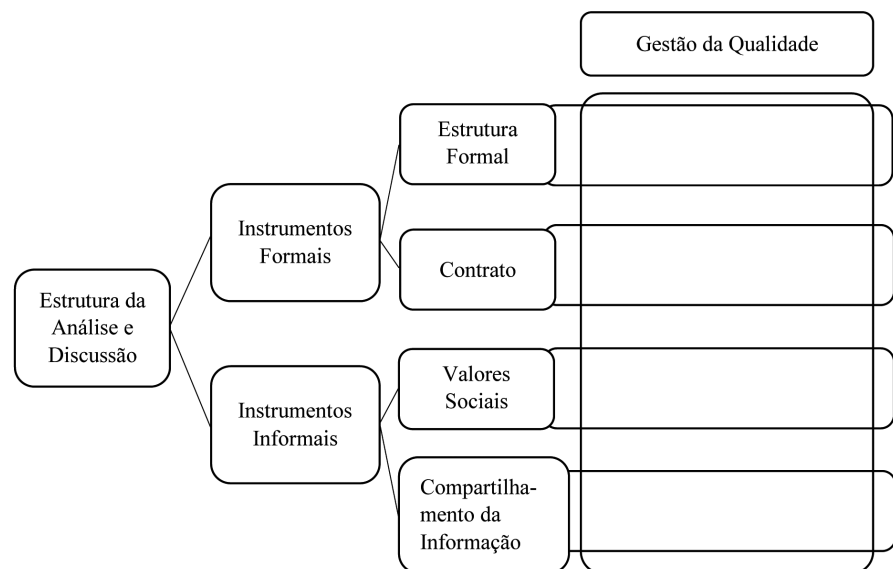 Gestão da Qualidade
Estrutura
Formal
Instrumentos
Formais
Contrato
Estrutura da
Análise e
Discussão
Valores
Sociais
Instrumentos
Informais
Compartilha-
mento da
Informação